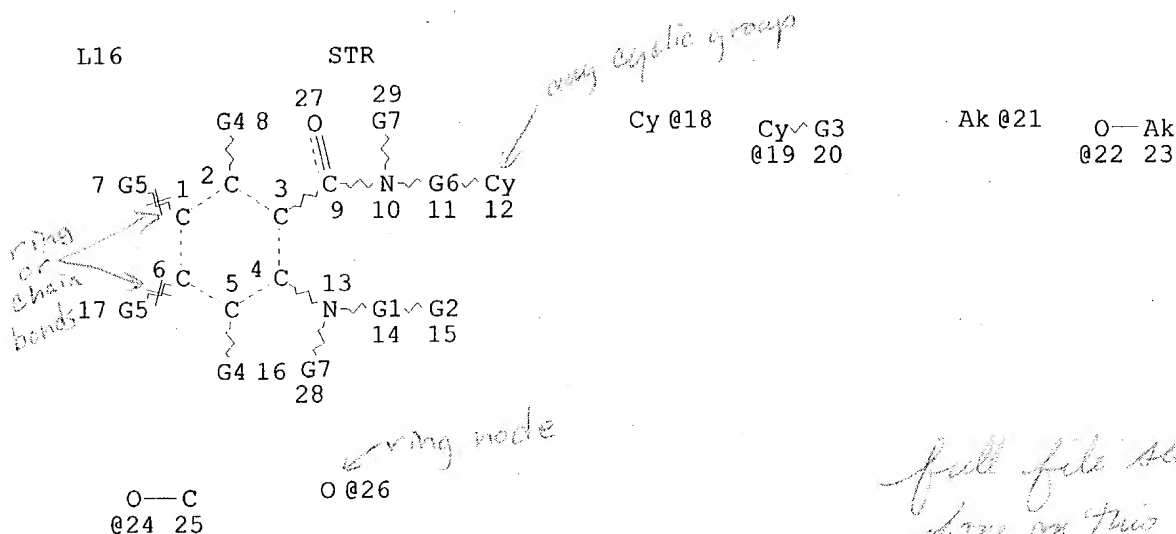 L16 STR
any cyclic group
27 29
G4 8 O G7
Cy @18 Cy G3 Ak @21 O Ak
@19 20 @22 23
7 G5 1 2 C 3 C N G6 Cy
C C 9 10 11 12
ring
or
chain
bonds
6 C 5 C 4 C 13
17 G5 C N G1 G2
14 15
G4 16 G7
28
ring node
O C O @26
@24 25
full file
on this